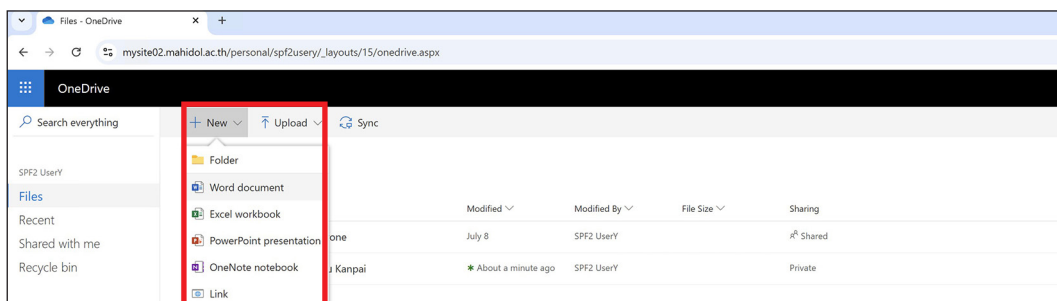 Files - OneDrive
mysite02.mahidol.ac.th/personal/spf2usery/_layouts/15/onedrive.aspx
OneDrive
Search everything
New Upload Sync
Folder
SPF2 UserY
Word document
Files
Excel workbook
Modified Modified By File Size Sharing
Recent
PowerPoint presentation one July 8 SPF2 UserY Shared
Shared with me
OneNote notebook Kanpai About a minute ago SPF2 UserY Private
Recycle bin
Link